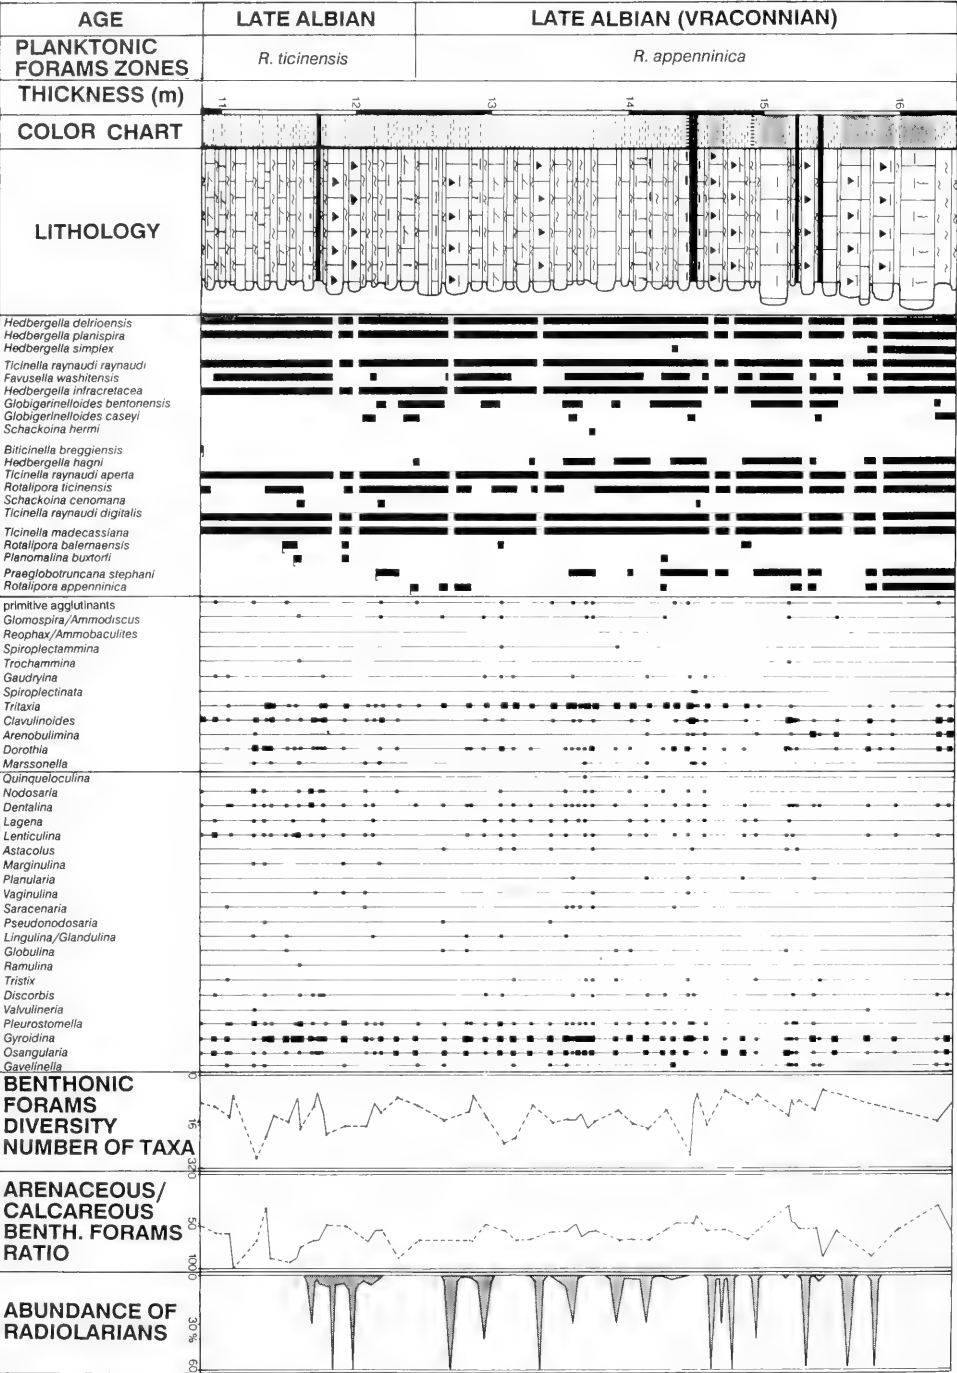 AGE
LATE ALBIAN
LATE ALBIAN (VRACONNIAN)
PLANKTONIC
FORAMS ZONES
R. ticinensis
R. appenninica
THICKNESS (m)
11
12
13
14
15
16
COLOR CHART
LITHOLOGY
Hedbergella delrioensis
Hedbergella planispira
Hedbergella simplex
Ticinella raynaudi raynaudi
Favusella washitensis
Hedbergella infracretacea
Globigerinelloides bentonensis
Globigerinelloides caseyi
Schackoina hermi
Biticinella breggiensis
Hedbergella hagni
Ticinella raynaudi aperta
Rotalipora ticinensis
Schackoina cenomana
Ticinella raynaudi digitalis
Ticinella madecassiana
Rotalipora balernaensis
Planomalina buxtorfi
Praeglobotruncana stephani
Rotalipora appenninica
primitive agglutinants
Glomospira/Ammodiscus
Reophax/Ammobaculites
Spiroplectammina
Trochammina
Gaudryina
Spiroplectinata
Tritaxia
Clavulinoides
Arenobulimina
Dorothia
Marssonella
Quinqueloculina
Nodosaria
Dentalina
Lagena
Lenticulina
Astacolus
Marginulina
Planularia
Vaginulina
Saracenaria
Pseudonodosaria
Lingulina/Glandulina
Globulina
Ramulina
Tristix
Discorbis
Valvulineria
Pleurostomella
Gyroidina
Osangularia
Gavelinella
BENTHONIC
FORAMS
DIVERSITY
NUMBER OF TAXA
0
16
32
ARENACEOUS/
CALCAREOUS
BENTH. FORAMS
RATIO
0
50
100
ABUNDANCE OF
RADIOLARIANS
0
30 %
60